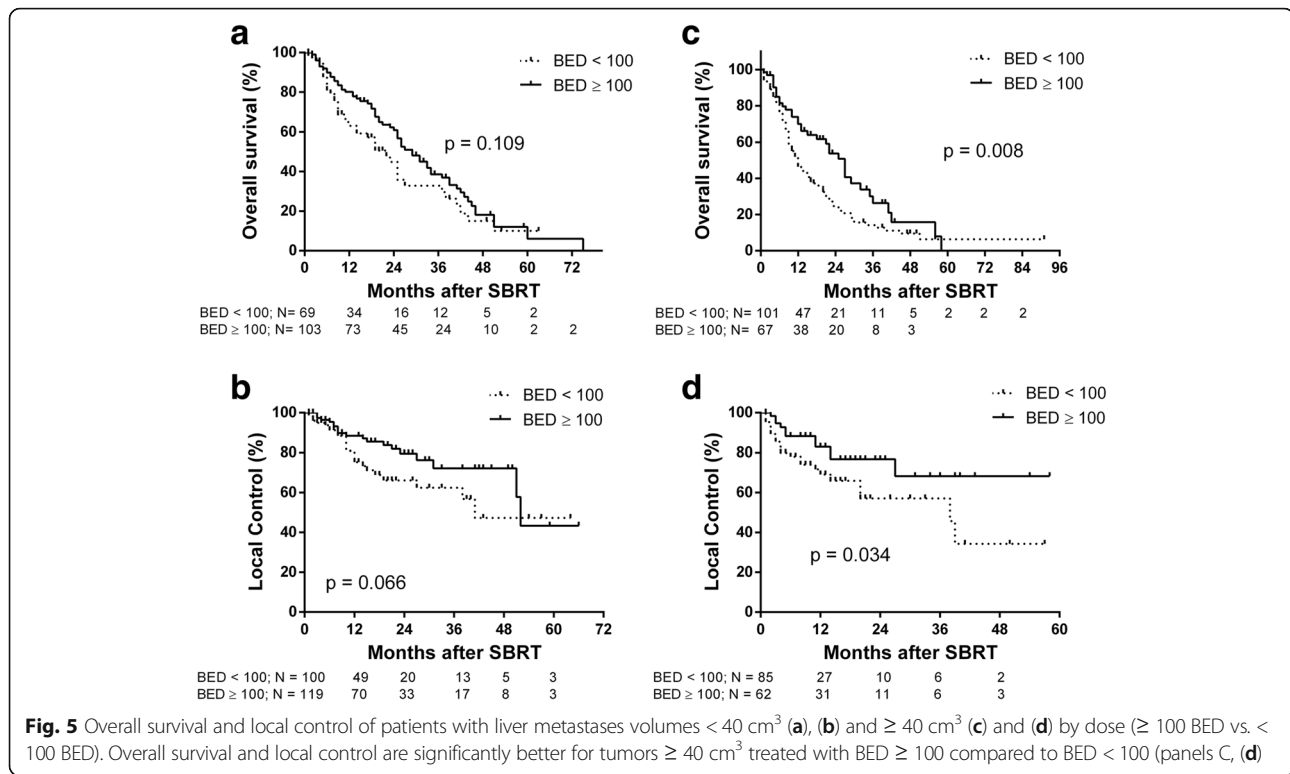 a
Overall survival (%)
100
80
60
40
20
0
BED < 100
BED ≥ 100
p = 0.109
0 12 24 36 48 60 72
Months after SBRT
BED < 100; N= 69 34 16 12 5 2
BED ≥ 100; N= 103 73 45 24 10 2 2
c
Overall survival (%)
100
80
60
40
20
0
BED < 100
BED ≥ 100
p = 0.008
0 12 24 36 48 60 72 84 96
Months after SBRT
BED < 100; N= 101 47 21 11 5 2 2 2
BED ≥ 100; N= 67 38 20 8 3
b
Local Control (%)
100
80
60
40
20
0
BED < 100
BED ≥ 100
p = 0.066
0 12 24 36 48 60 72
Months after SBRT
BED < 100; N = 100 49 20 13 5 3
BED ≥ 100; N = 119 70 33 17 8 3
d
Local Control (%)
100
80
60
40
20
0
BED < 100
BED ≥ 100
p = 0.034
0 12 24 36 48 60
Months after SBRT
BED < 100; N = 85 27 10 6 2
BED ≥ 100; N = 62 31 11 6 3
Fig. 5 Overall survival and local control of patients with liver metastases volumes < 40 cm³ (a), (b) and ≥ 40 cm³ (c) and (d) by dose (≥ 100 BED vs. <
100 BED). Overall survival and local control are significantly better for tumors ≥ 40 cm³ treated with BED ≥ 100 compared to BED < 100 (panels C, (d)